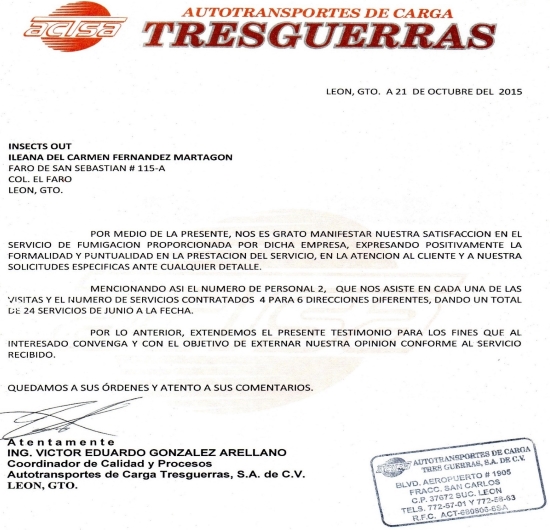 actsa
AUTOTRANSPORTES DE CARGA
TRESGUERRAS
LEON, GTO. A 21 DE OCTUBRE DEL 2015
INSECTS OUT
ILEANA DEL CARMEN FERNANDEZ MARTAGON
FARO DE SAN SEBASTIAN # 115-A
COL. EL FARO
LEON, GTO.
POR MEDIO DE LA PRESENTE, NOS ES GRATO MANIFESTAR NUESTRA SATISFACCION EN EL
SERVICIO DE FUMIGACION PROPORCIONADA POR DICHA EMPRESA, EXPRESANDO POSITIVAMENTE LA
FORMALIDAD Y PUNTUALIDAD EN LA PRESTACION DEL SERVICIO, EN LA ATENCION AL CLIENTE Y A NUESTRA
SOLICITUDES ESPECIFICAS ANTE CUALQUIER DETALLE.
MENCIONANDO ASI EL NUMERO DE PERSONAL 2, QUE NOS ASISTE EN CADA UNA DE LAS
VISITAS Y EL NUMERO DE SERVICIOS CONTRATADOS 4 PARA 6 DIRECCIONES DIFERENTES, DANDO UN TOTAL
DE 24 SERVICIOS DE JUNIO A LA FECHA.
POR LO ANTERIOR, EXTENDEMOS EL PRESENTE TESTIMONIO PARA LOS FINES QUE AL
INTERESADO CONVENGA Y CON EL OBJETIVO DE EXTERNAR NUESTRA OPINION CONFORME AL SERVICIO
RECIBIDO.
QUEDAMOS A SUS ÓRDENES Y ATENTO A SUS COMENTARIOS.
Atentamente
ING. VICTOR EDUARDO GONZALEZ ARELLANO
Coordinador de Calidad y Procesos
Autotransportes de Carga Tresguerras, S.A. de C.V.
LEON, GTO.
AUTOTRANSPORTES DE CARGA
TRES GUERRAS, S.A. DE C.V.
BLVD. AEROPUERTO # 1905
FRACC. SAN CARLOS
C.P. 37672 SUC. LEON
TELS. 772-57-01 Y
R.F.C.